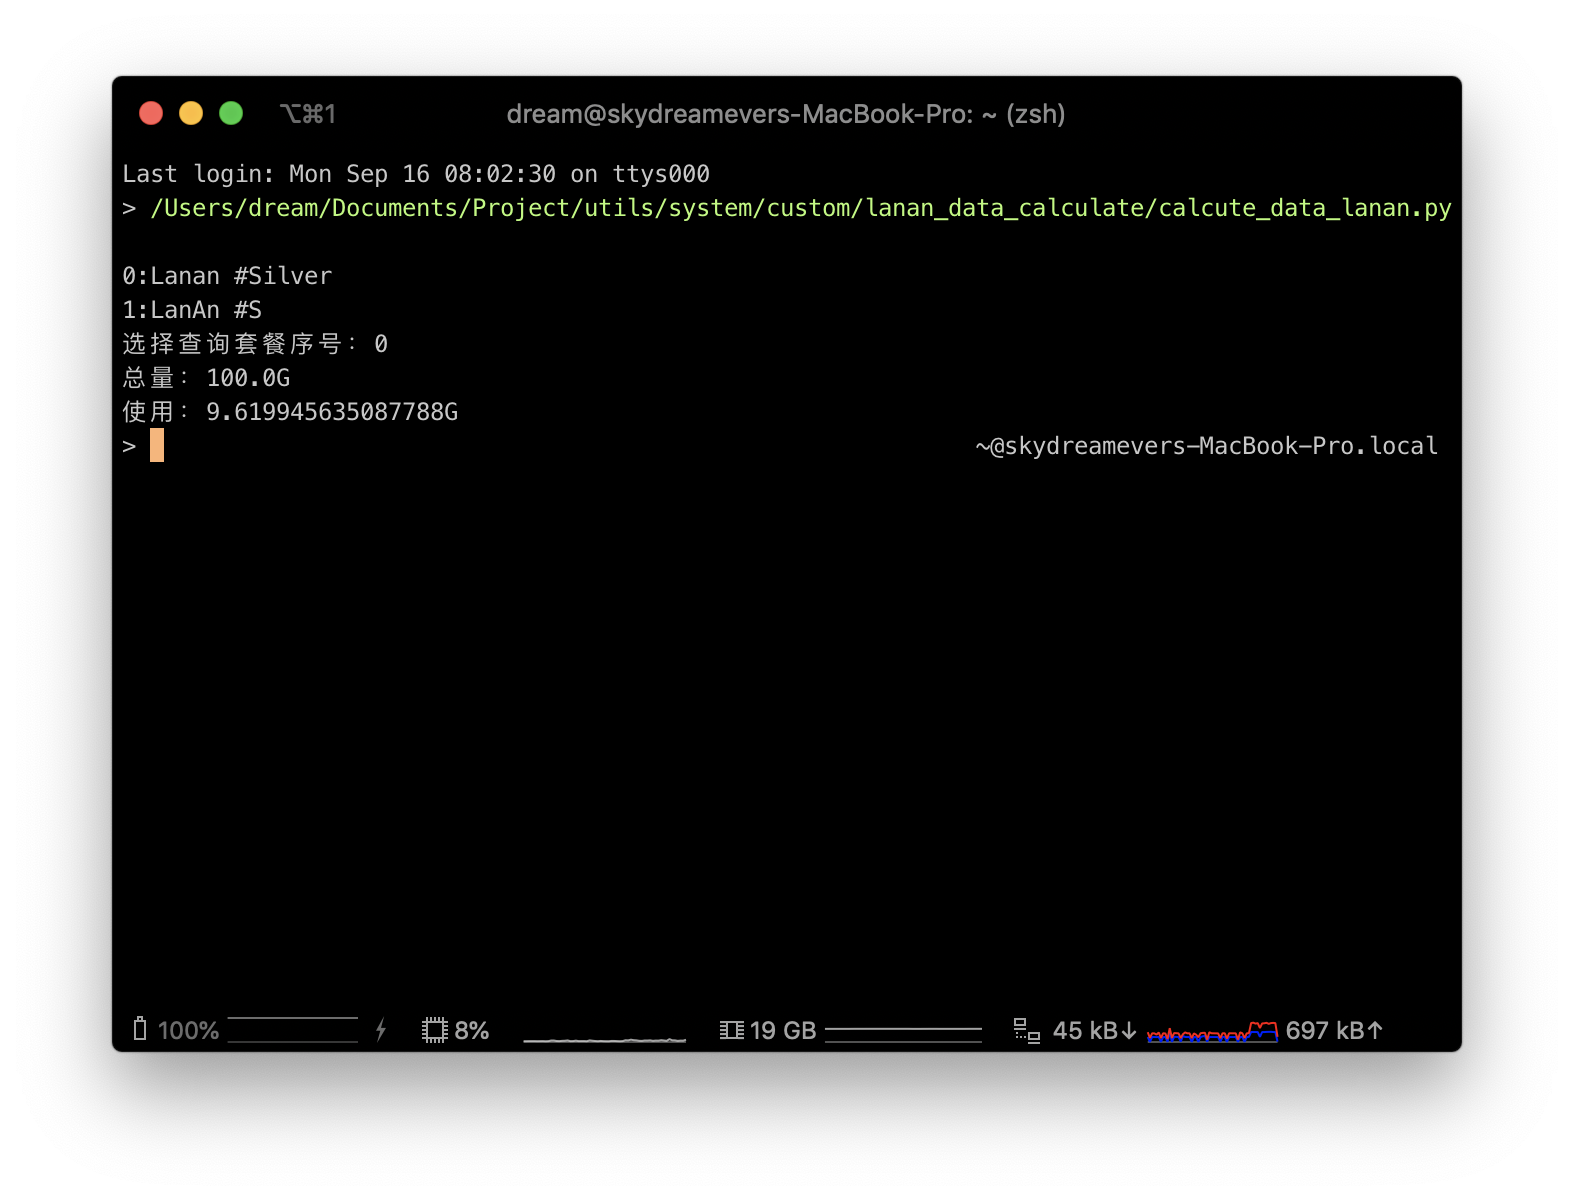 ⌥⌘1 dream@skydreamevers-MacBook-Pro: ~ (zsh)
Last login: Mon Sep 16 08:02:30 on ttys000
> /Users/dream/Documents/Project/utils/system/custom/lanan_data_calculate/calcute_data_lanan.py
0:Lanan #Silver
1:LanAn #S
选择查询套餐序号：0
总量：100.0G
使用：9.619945635087788G
> ~@skydreamevers-MacBook-Pro.local
100% 8% 19 GB 45 kB↓ 697 kB↑